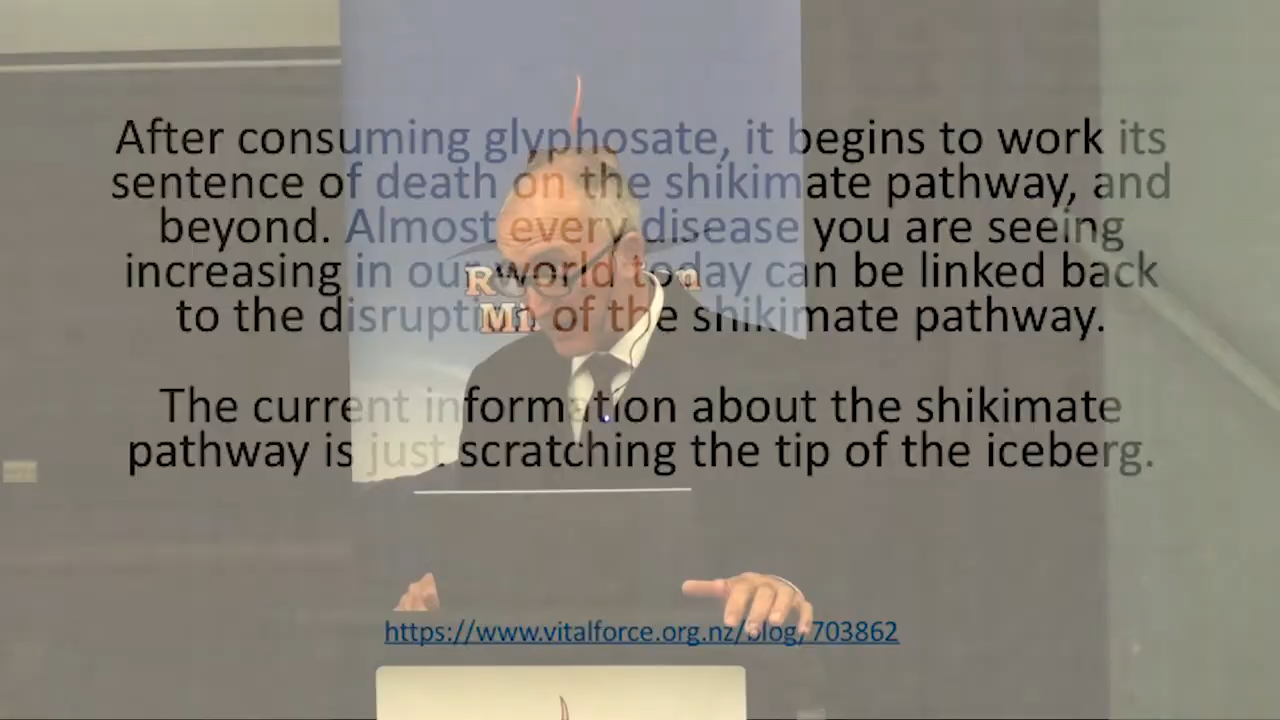 After consuming glyphosate, it begins to work its
sentence of death on the shikimate pathway, and
beyond. Almost every disease you are seeing
increasing in our world today can be linked back
to the disruption of the shikimate pathway.
The current information about the shikimate
pathway is just scratching the tip of the iceberg.
https://www.vitalforce.org.nz/blog/703862